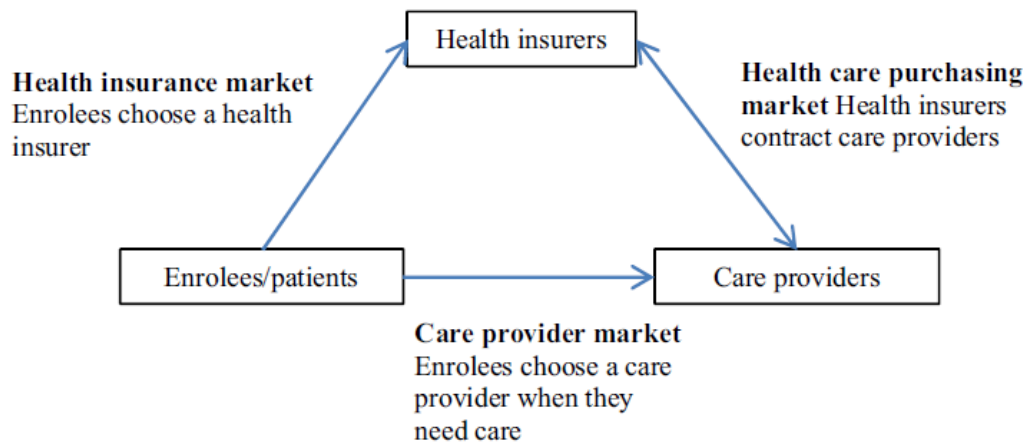 Health insurers
Health insurance market
Enrolees choose a health
insurer
Health care purchasing
market Health insurers
contract care providers
Enrolees/patients
Care providers
Care provider market
Enrolees choose a care
provider when they
need care